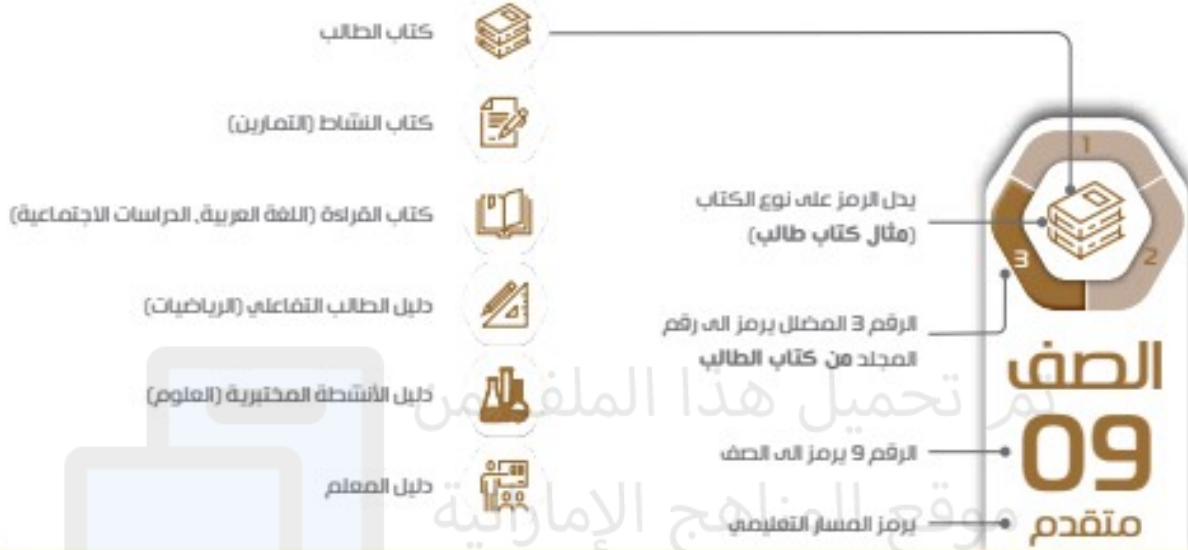 1
2
3
الصف
09
متقدم
يدل الرمز على نوع الكتاب
(مثال كتاب طالب)
الرقم 3 المضلل يرمز الى رقم
المجلد من كتاب الطالب
الرقم 9 يرمز الى الصف
يرمز المسار التعليمي
كتاب الطالب
كتاب النشاط (التمارين)
كتاب القراءة (اللغة العربية، الدراسات الاجتماعية)
دليل الطالب التفاعلي (الرياضيات)
دليل الأنشطة المختبرية (العلوم)
دليل المعلم
تم تحميل هذا الملف من
موقع المناهج الإماراتية